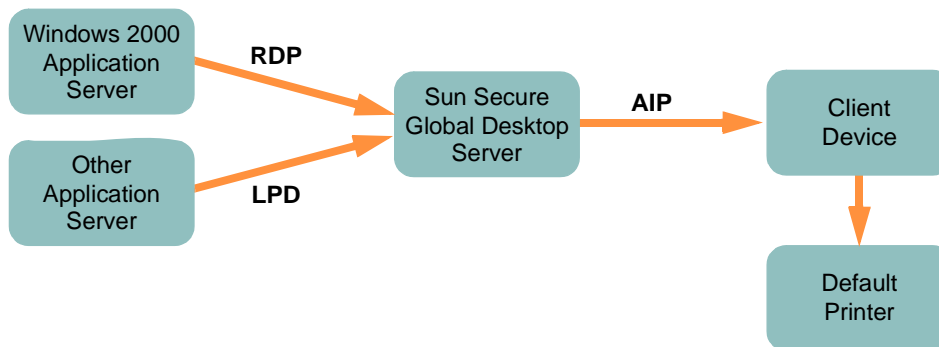 Windows 2000
Application
Server
RDP
Sun Secure
Global Desktop
Server
AIP
Client
Device
Other
Application
Server
LPD
Default
Printer